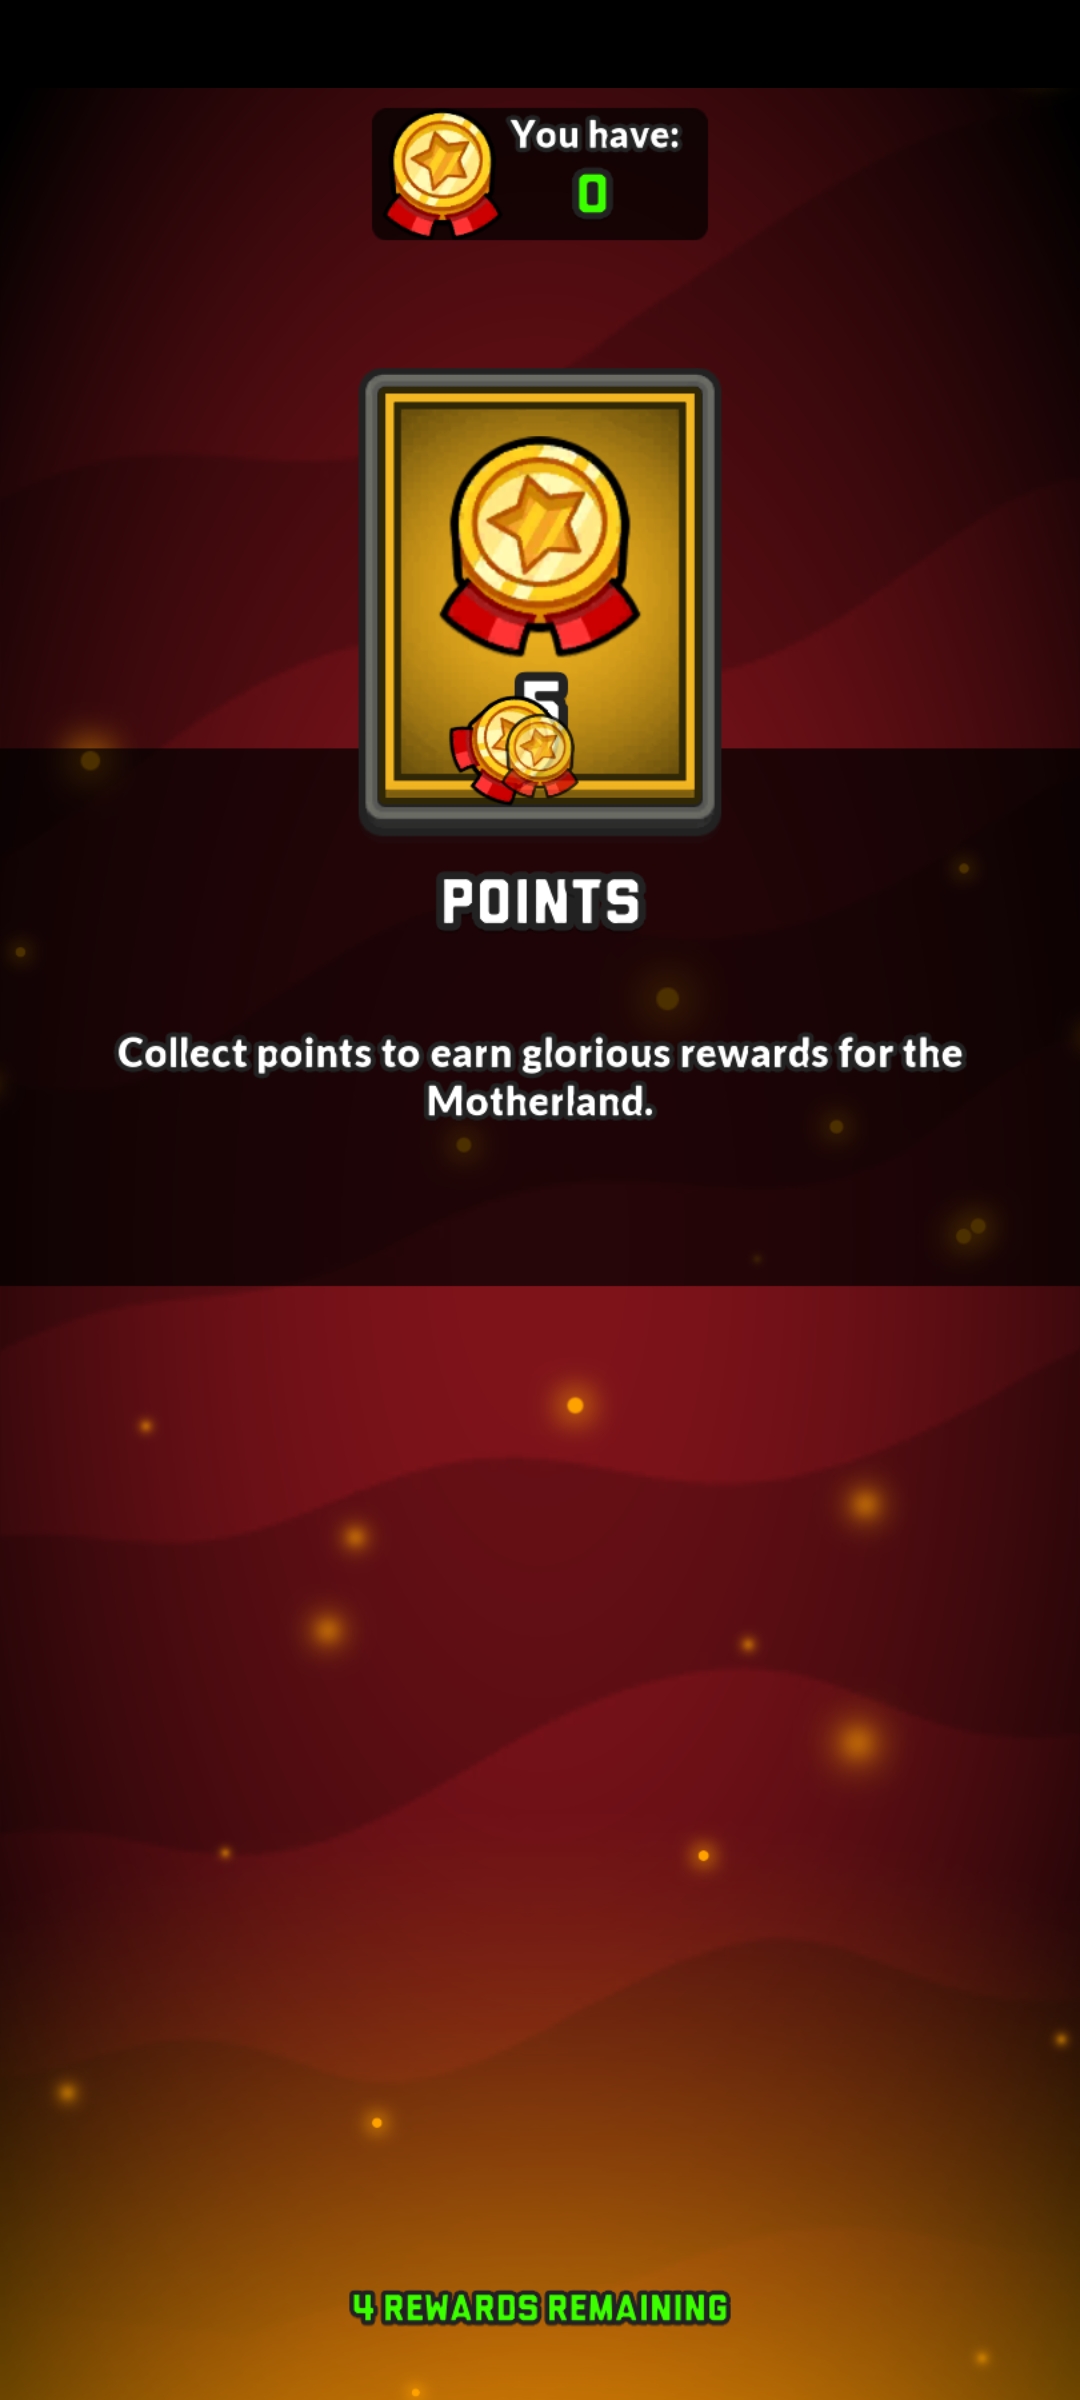 You have:
0
5
POINTS
Collect points to earn glorious rewards for the
Motherland.
4 REWARDS REMAINING